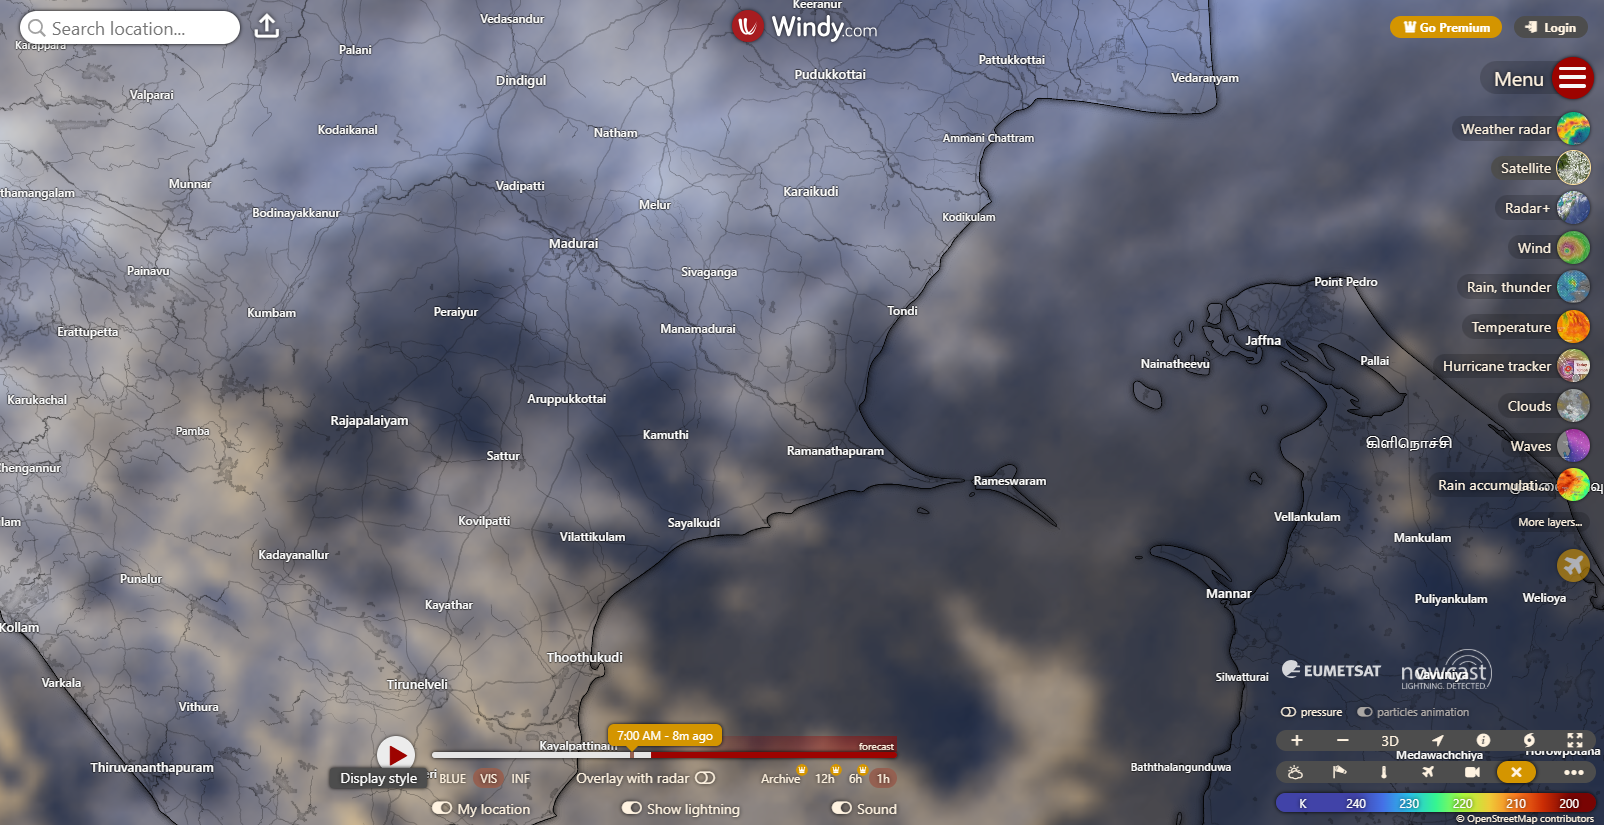 Search location...
Windy.com
Go Premium
Login
Menu
Weather radar
Satellite
Radar+
Wind
Rain, thunder
Temperature
Hurricane tracker
Clouds
Waves
Rain accumulati...
More layers...
Keeranur
Vedasandur
Karappara
Palani
Dindigul
Pudukkottai
Pattukkottai
Vedaranyam
Valparai
Kodaikanal
Natham
Ammani Chattram
thamangalam
Munnar
Vadipatti
Karaikudi
Bodinayakkanur
Melur
Kodikulam
Madurai
Painavu
Sivaganga
Point Pedro
Kumbam
Peraiyur
Tondi
Erattupetta
Manamadurai
Jaffna
Nainatheevu
Pallai
Karukachal
Aruppukkottai
Rajapalaiyam
Pamba
Kamuthi
கிளிநொச்சி
Ramanathapuram
Sattur
Chengannur
Rameswaram
lam
Kovilpatti
Sayalkudi
Vellankulam
Vilattikulam
Mankulam
Kadayanallur
Punalur
Mannar
Puliyankulam
Welioya
Kayathar
Kollam
Thoothukudi
Varkala
Tirunelveli
Silwatturai
Vavuniya
Vithura
Kayalpattinam
Thiruvananthapuram
Baththalangunduwa
Medawachchiya
Horowpotana
EUMETSAT
nowcast
LIGHTNING. DETECTED.
pressure
particles animation
3D
7:00 AM - 8m ago
forecast
Display style
BLUE
VIS
INF
Overlay with radar
Archive
12h
6h
1h
My location
Show lightning
Sound
K 240 230 220 210 200
© OpenStreetMap contributors